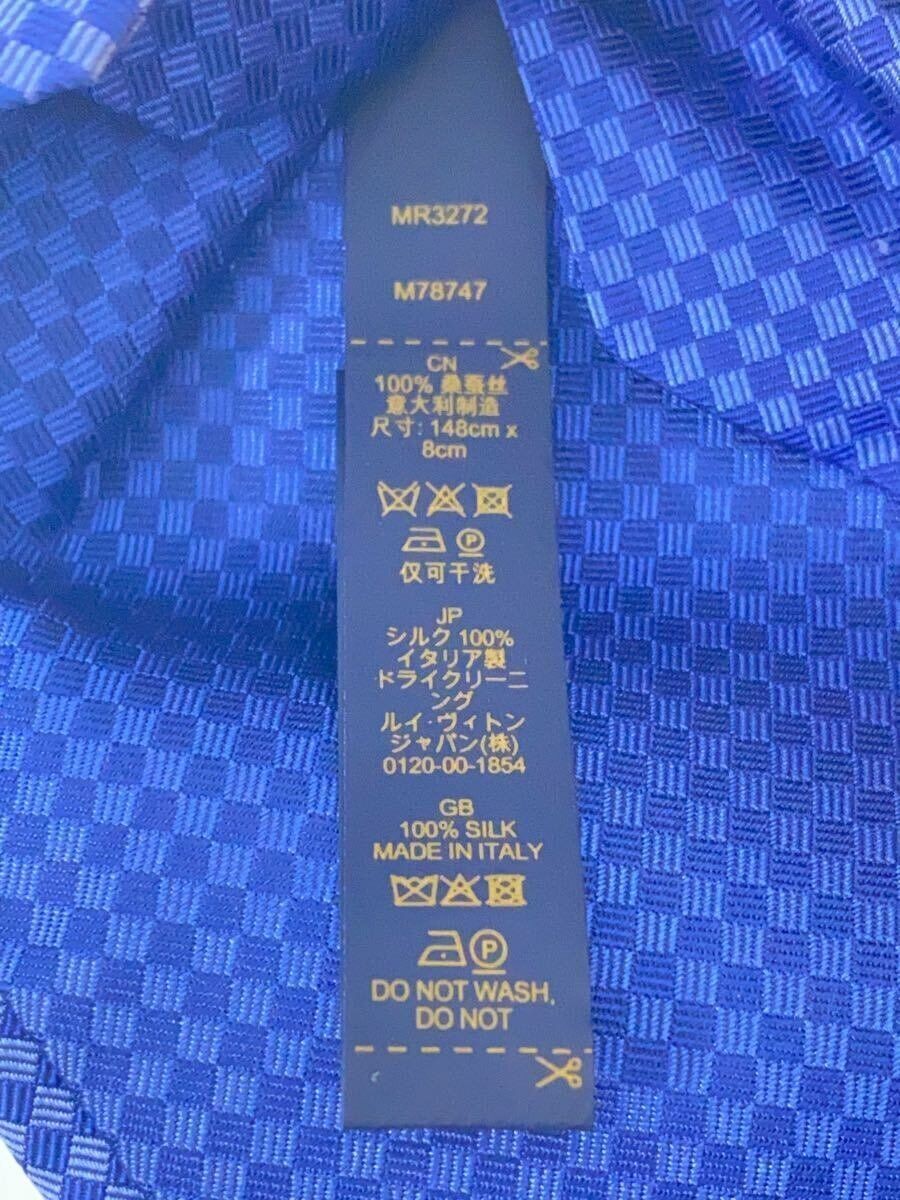 MR3272
M78747
CN
100% 桑蚕丝
意大利制造
尺寸: 148cm x
8cm
仅可干洗
JP
シルク 100%
イタリア製
ドライクリーニ
ング
ルイ·ヴィトン
ジャパン(株)
0120-00-1854
GB
100% SILK
MADE IN ITALY
P
DO NOT WASH,
DO NOT